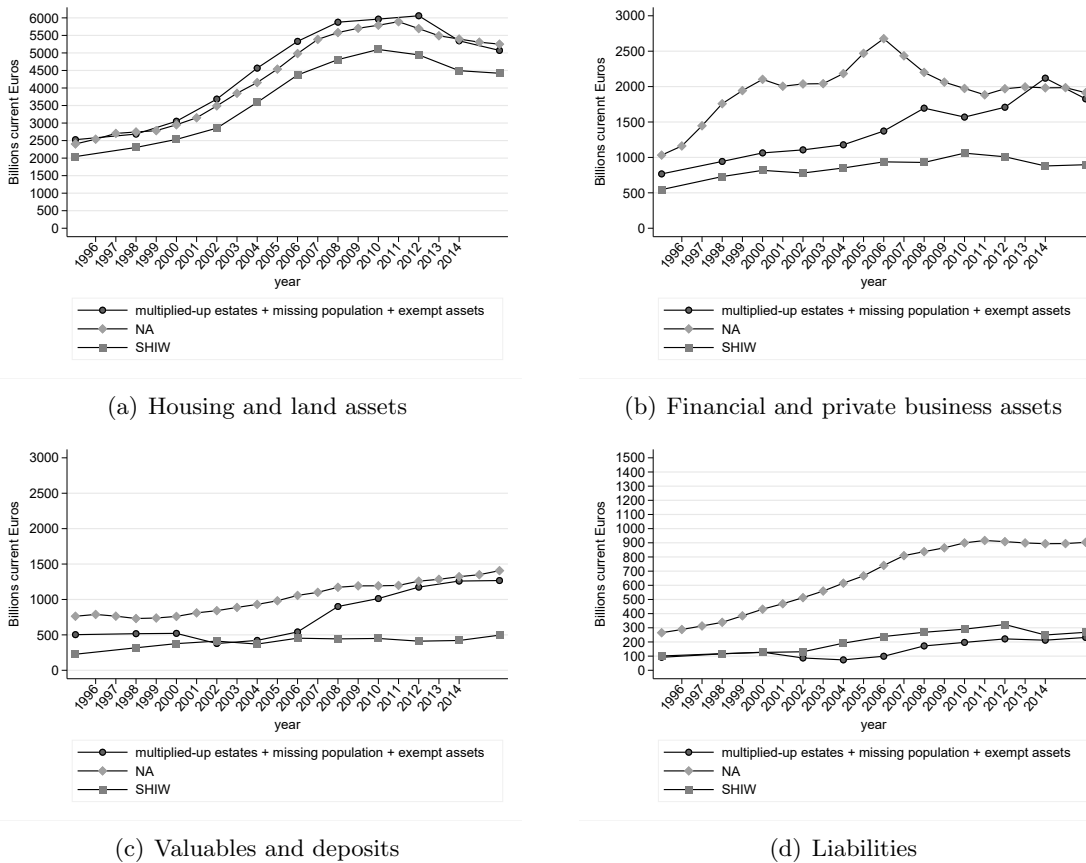 6000
5500
5000
4500
4000
3500
3000
2500
2000
1500
1000
500
0
Billions current Euros
1996 1997 1998 1999 2000 2001 2002 2003 2004 2005 2006 2007 2008 2009 2010 2011 2012 2013 2014
year
multiplied-up estates + missing population + exempt assets
NA
SHIW
(a) Housing and land assets
3000
2500
2000
1500
1000
500
0
Billions curennt Euros
1996 1997 1998 1999 2000 2001 2002 2003 2004 2005 2006 2007 2008 2009 2010 2011 2012 2013 2014
year
multiplied-up estates + missing population + exempt assets
NA
SHIW
(b) Financial and private business assets
3000
2500
2000
1500
1000
500
0
Billions current Euros
1996 1997 1998 1999 2000 2001 2002 2003 2004 2005 2006 2007 2008 2009 2010 2011 2012 2013 2014
year
multiplied-up estates + missing population + exempt assets
NA
SHIW
(c) Valuables and deposits
1500
1400
1300
1200
1100
1000
900
800
700
600
500
400
300
200
100
0
Billions current Euros
1996 1997 1998 1999 2000 2001 2002 2003 2004 2005 2006 2007 2008 2009 2010 2011 2012 2013 2014
year
multiplied-up estates + missing population + exempt assets
NA
SHIW
(d) Liabilities